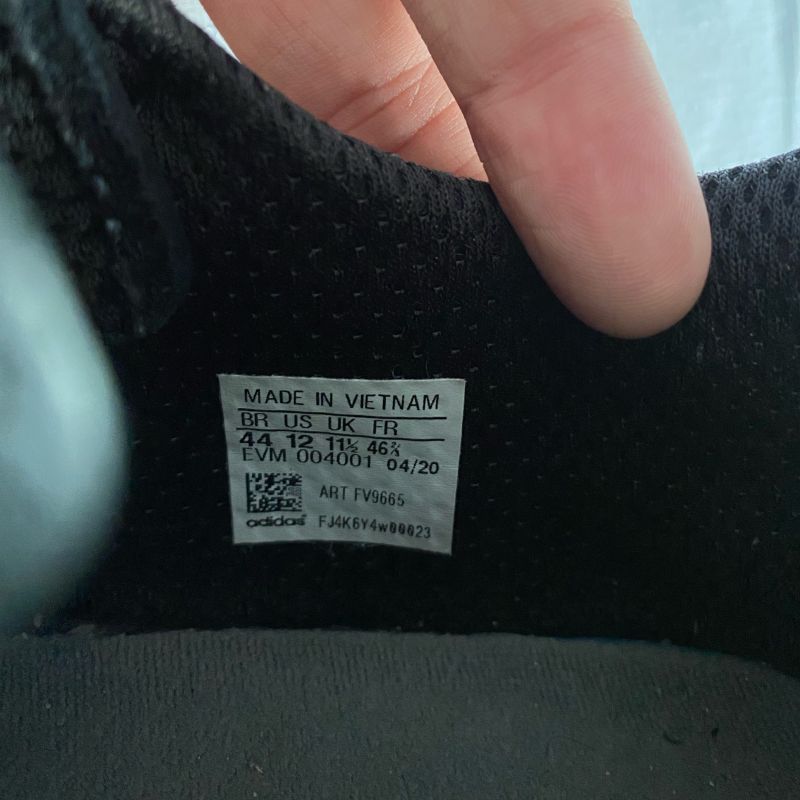 MADE IN VIETNAM
BR US UK FR
44 12 11½ 46⅔
EVM 004001 04/20
ART FV9665
adidas FJ4K6Y4W00023